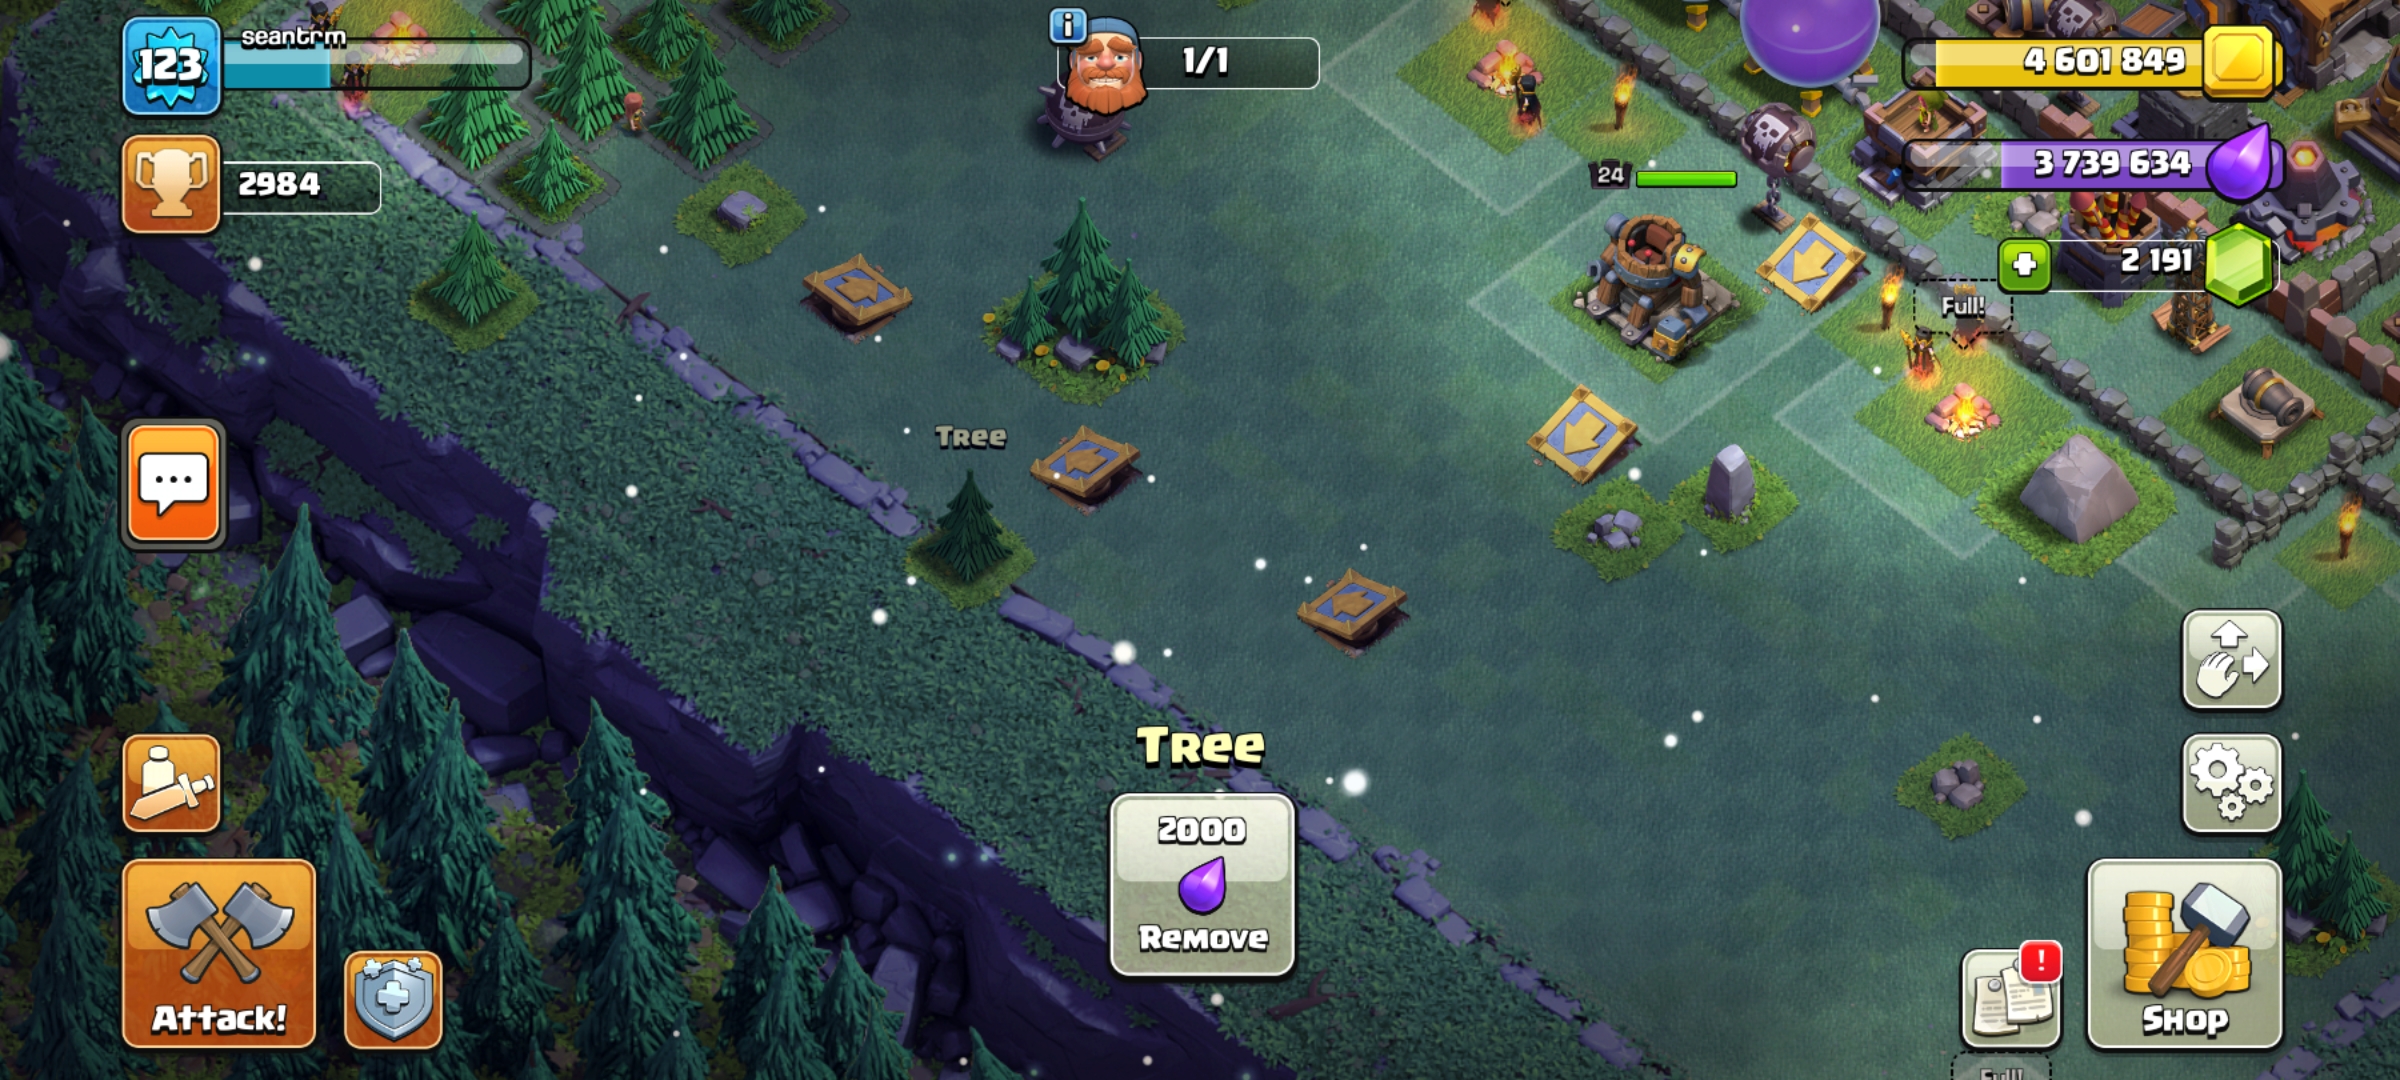 123
seantrm
1/1
4 601 849
2984
3 739 634
24
2 191
Full!
Tree
Tree
2000
Remove
Attack!
!
Shop
Full!